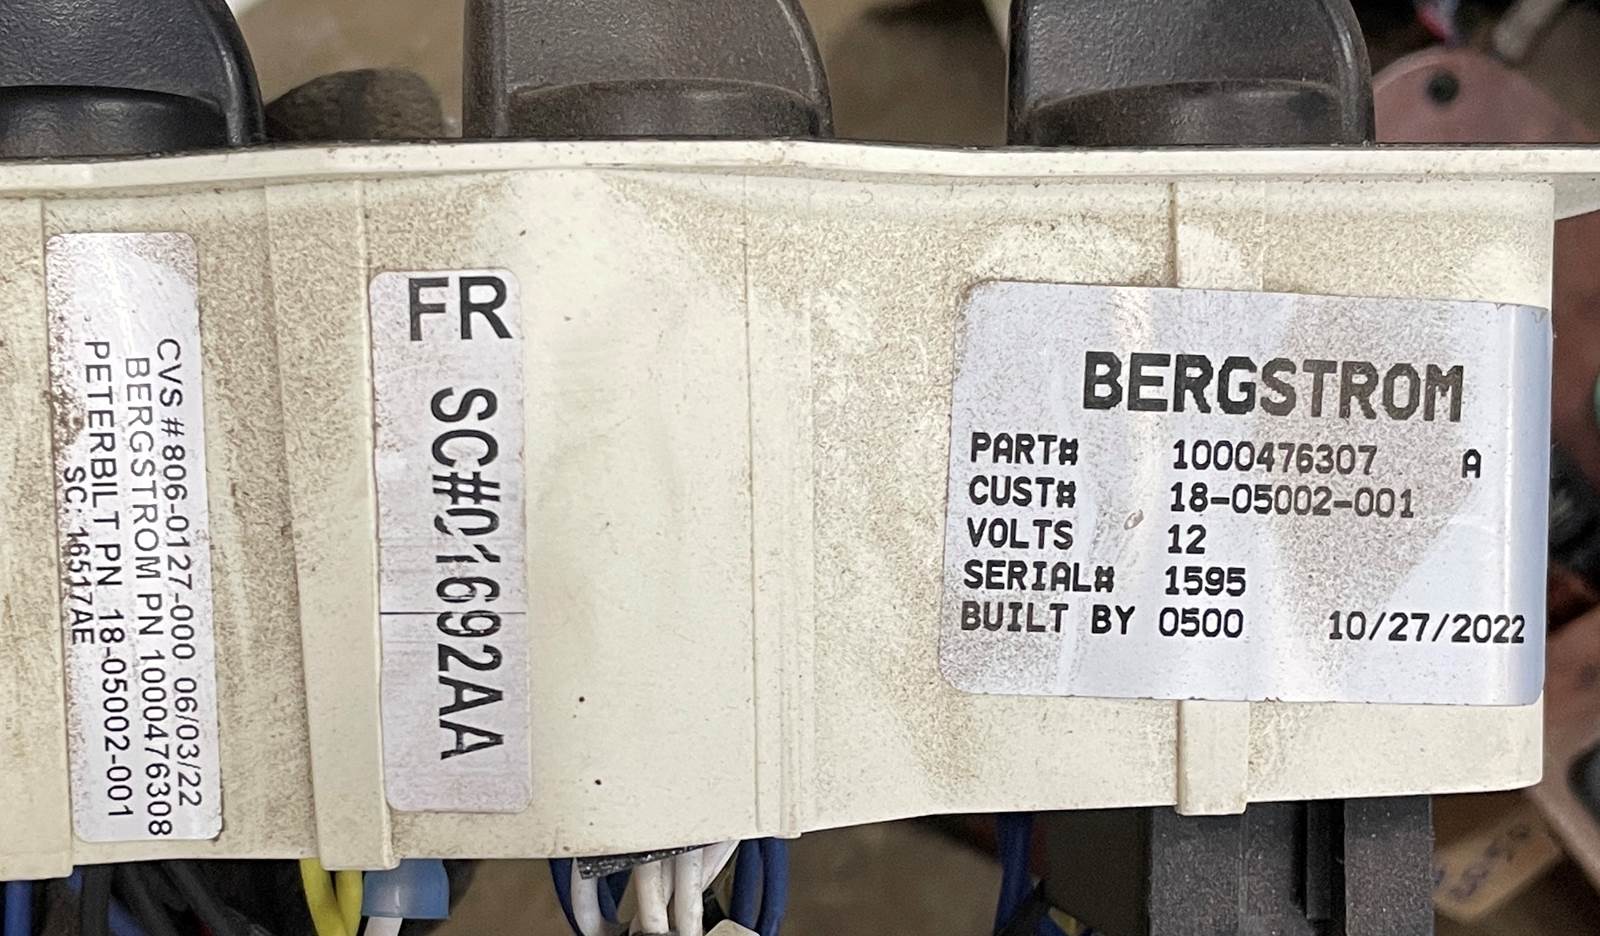 CVS #806-0127-000 06/03/22
BERGSTROM PN 1000476308
PETERBILT PN 18-05002-001
SC: 16517AE
FR
SC#01692AA
BERGSTROM
PART# 1000476307 A
CUST# 18-05002-001
VOLTS 12
SERIAL# 1595
BUILT BY 0500 10/27/2022